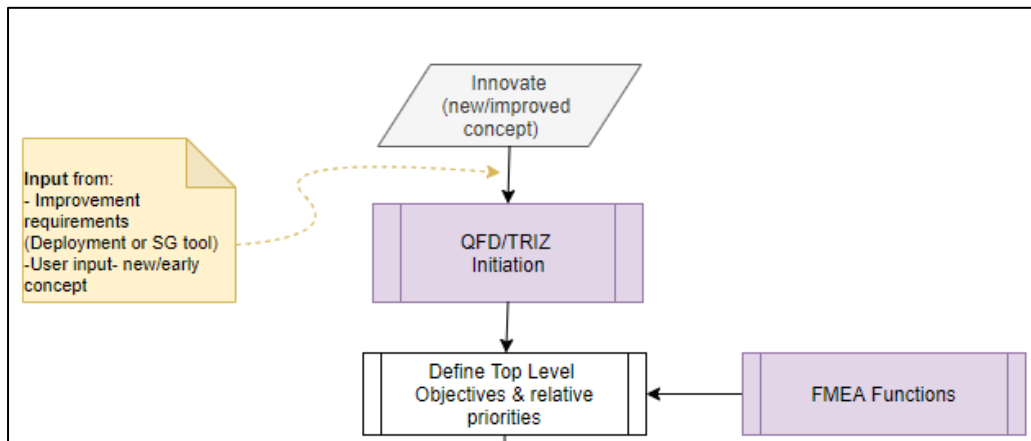 Innovate
(new/improved
concept)
Input from:
- Improvement
requirements
(Deployment or SG tool)
-User input- new/early
concept
QFD/TRIZ
Initiation
Define Top Level
Objectives & relative
priorities
FMEA Functions